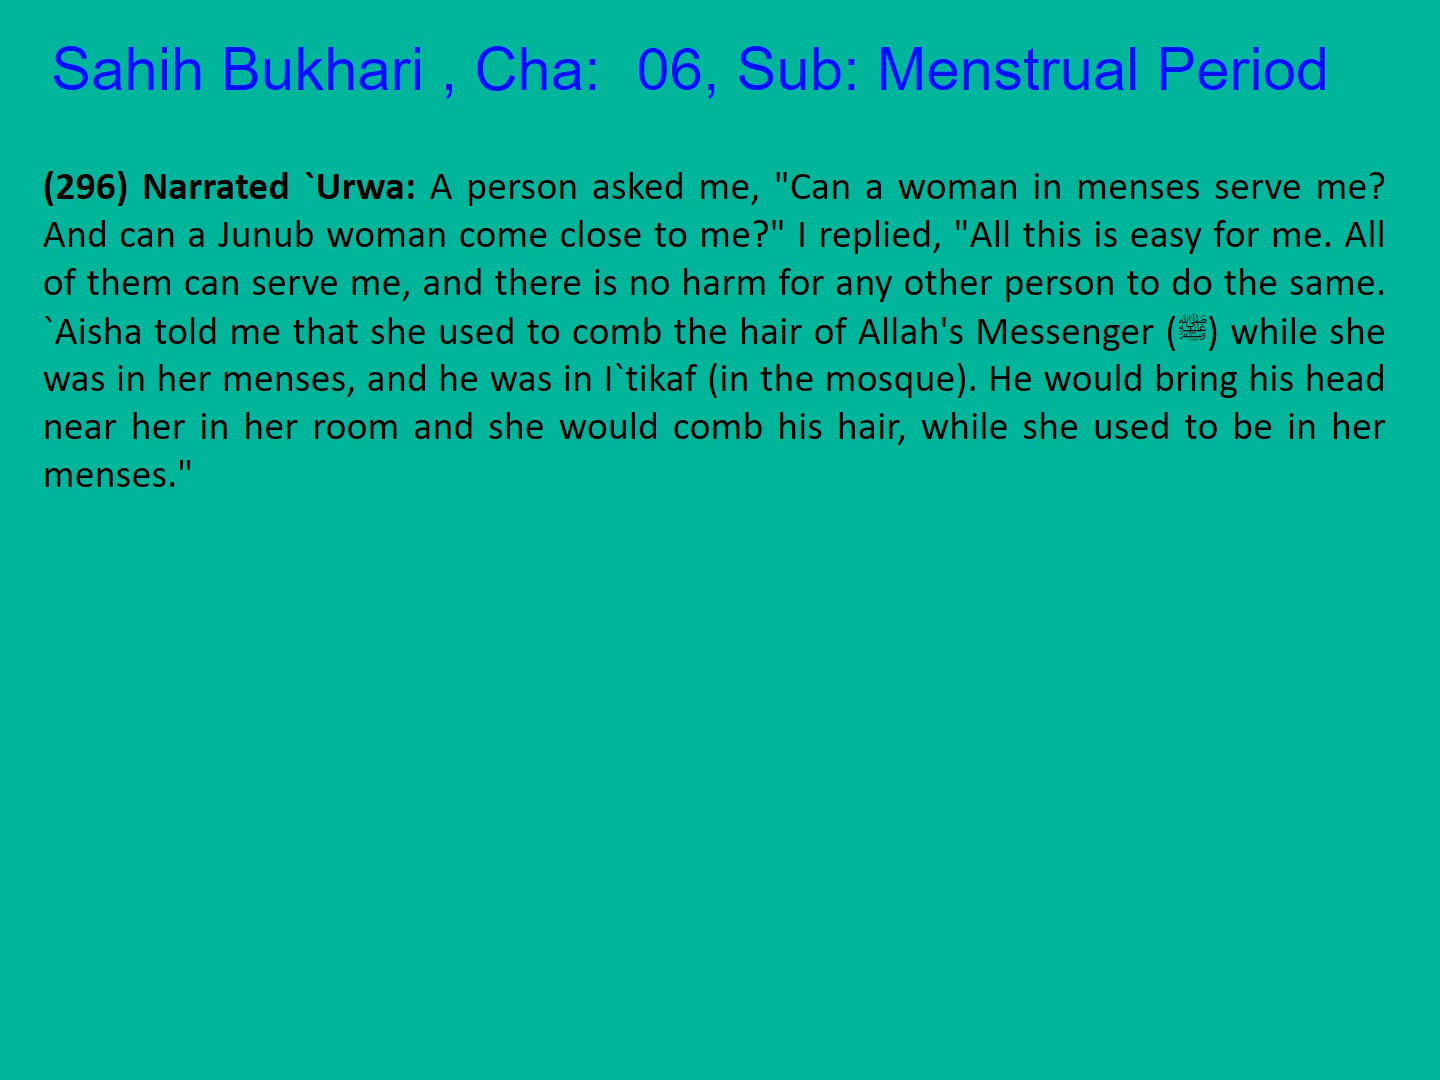 Sahih Bukhari , Cha:  06, Sub: Menstrual Period
(296) Narrated `Urwa: A person asked me, "Can a woman in menses serve me?
And can a Junub woman come close to me?" I replied, "All this is easy for me. All
of them can serve me, and there is no harm for any other person to do the same.
`Aisha told me that she used to comb the hair of Allah's Messenger (ﷺ) while she
was in her menses, and he was in I`tikaf (in the mosque). He would bring his head
near her in her room and she would comb his hair, while she used to be in her
menses."